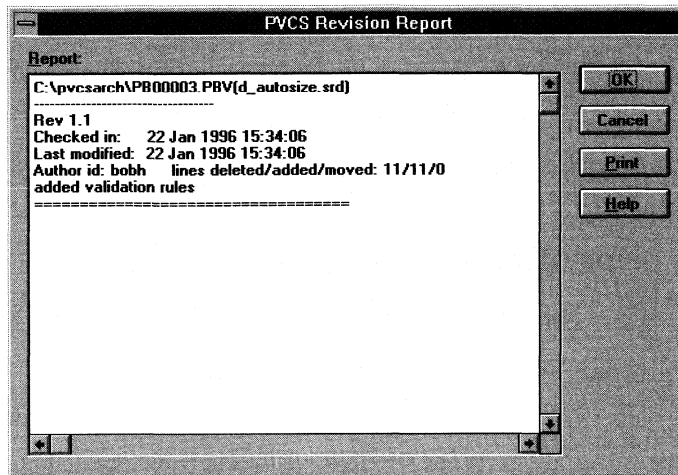 PVCS Revision Report
Report:
C:\pvcsarch\PB00003.PBV(d_autosize.srd)
----------------------------------
Rev 1.1
Checked in: 22 Jan 1996 15:34:06
Last modified: 22 Jan 1996 15:34:06
Author id: bobh lines deleted/added/moved: 11/11/0
added validation rules
===================================
OK
Cancel
Print
Help